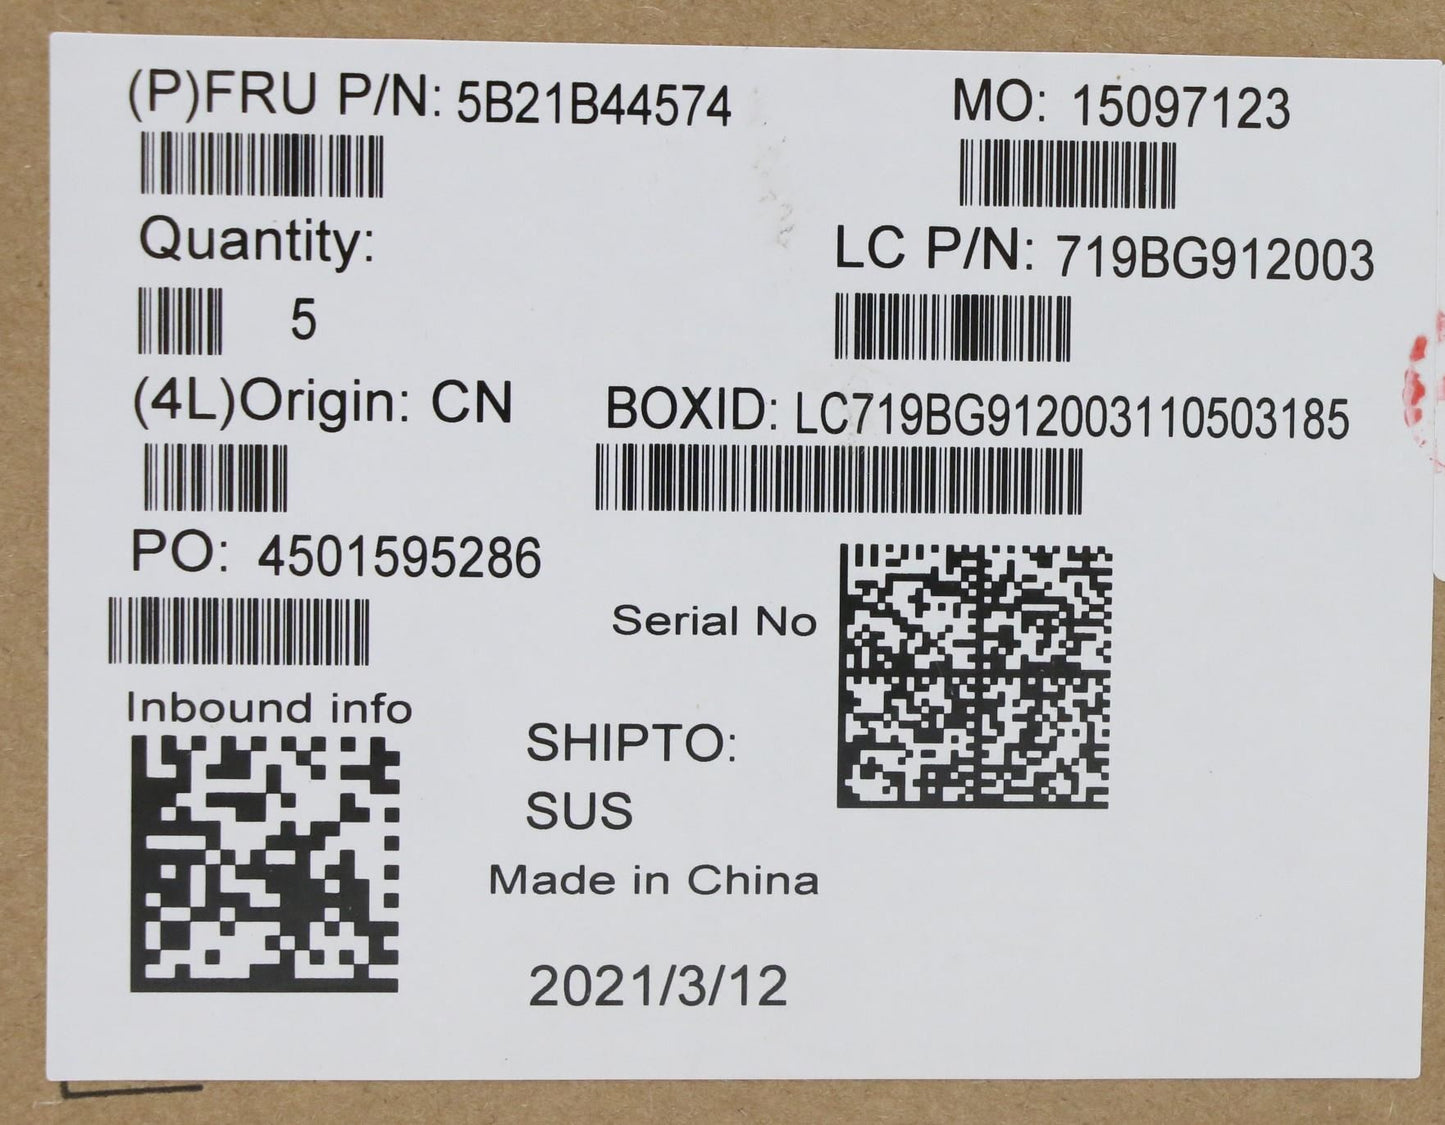 (P)FRU P/N: 5B21B44574
MO: 15097123
Quantity:
5
LC P/N: 719BG912003
(4L)Origin: CN
BOXID: LC719BG912003110503185
PO: 4501595286
Serial No
Inbound info
SHIPTO:
SUS
Made in China
2021/3/12